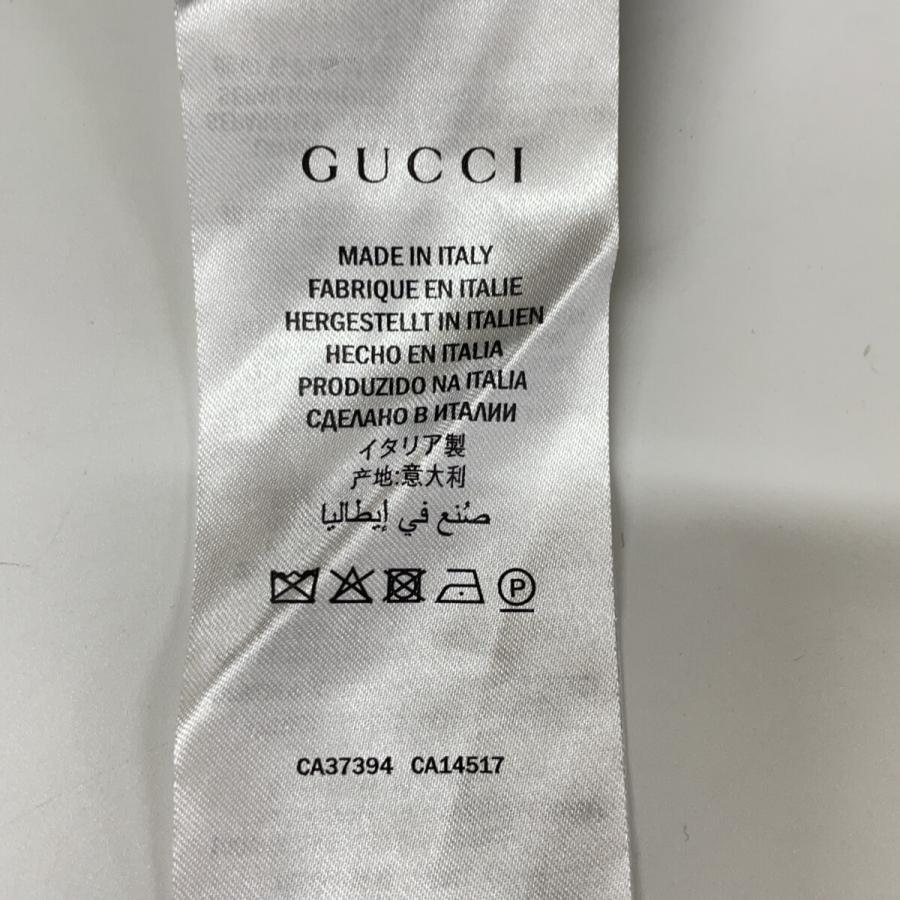 GUCCI
MADE IN ITALY
FABRIQUE EN ITALIE
HERGESTELLT IN ITALIEN
HECHO EN ITALIA
PRODUZIDO NA ITALIA
СДЕЛАНО В ИТАЛИИ
イタリア製
产地:意大利
صُنع في إيطاليا
P
CA37394 CA14517